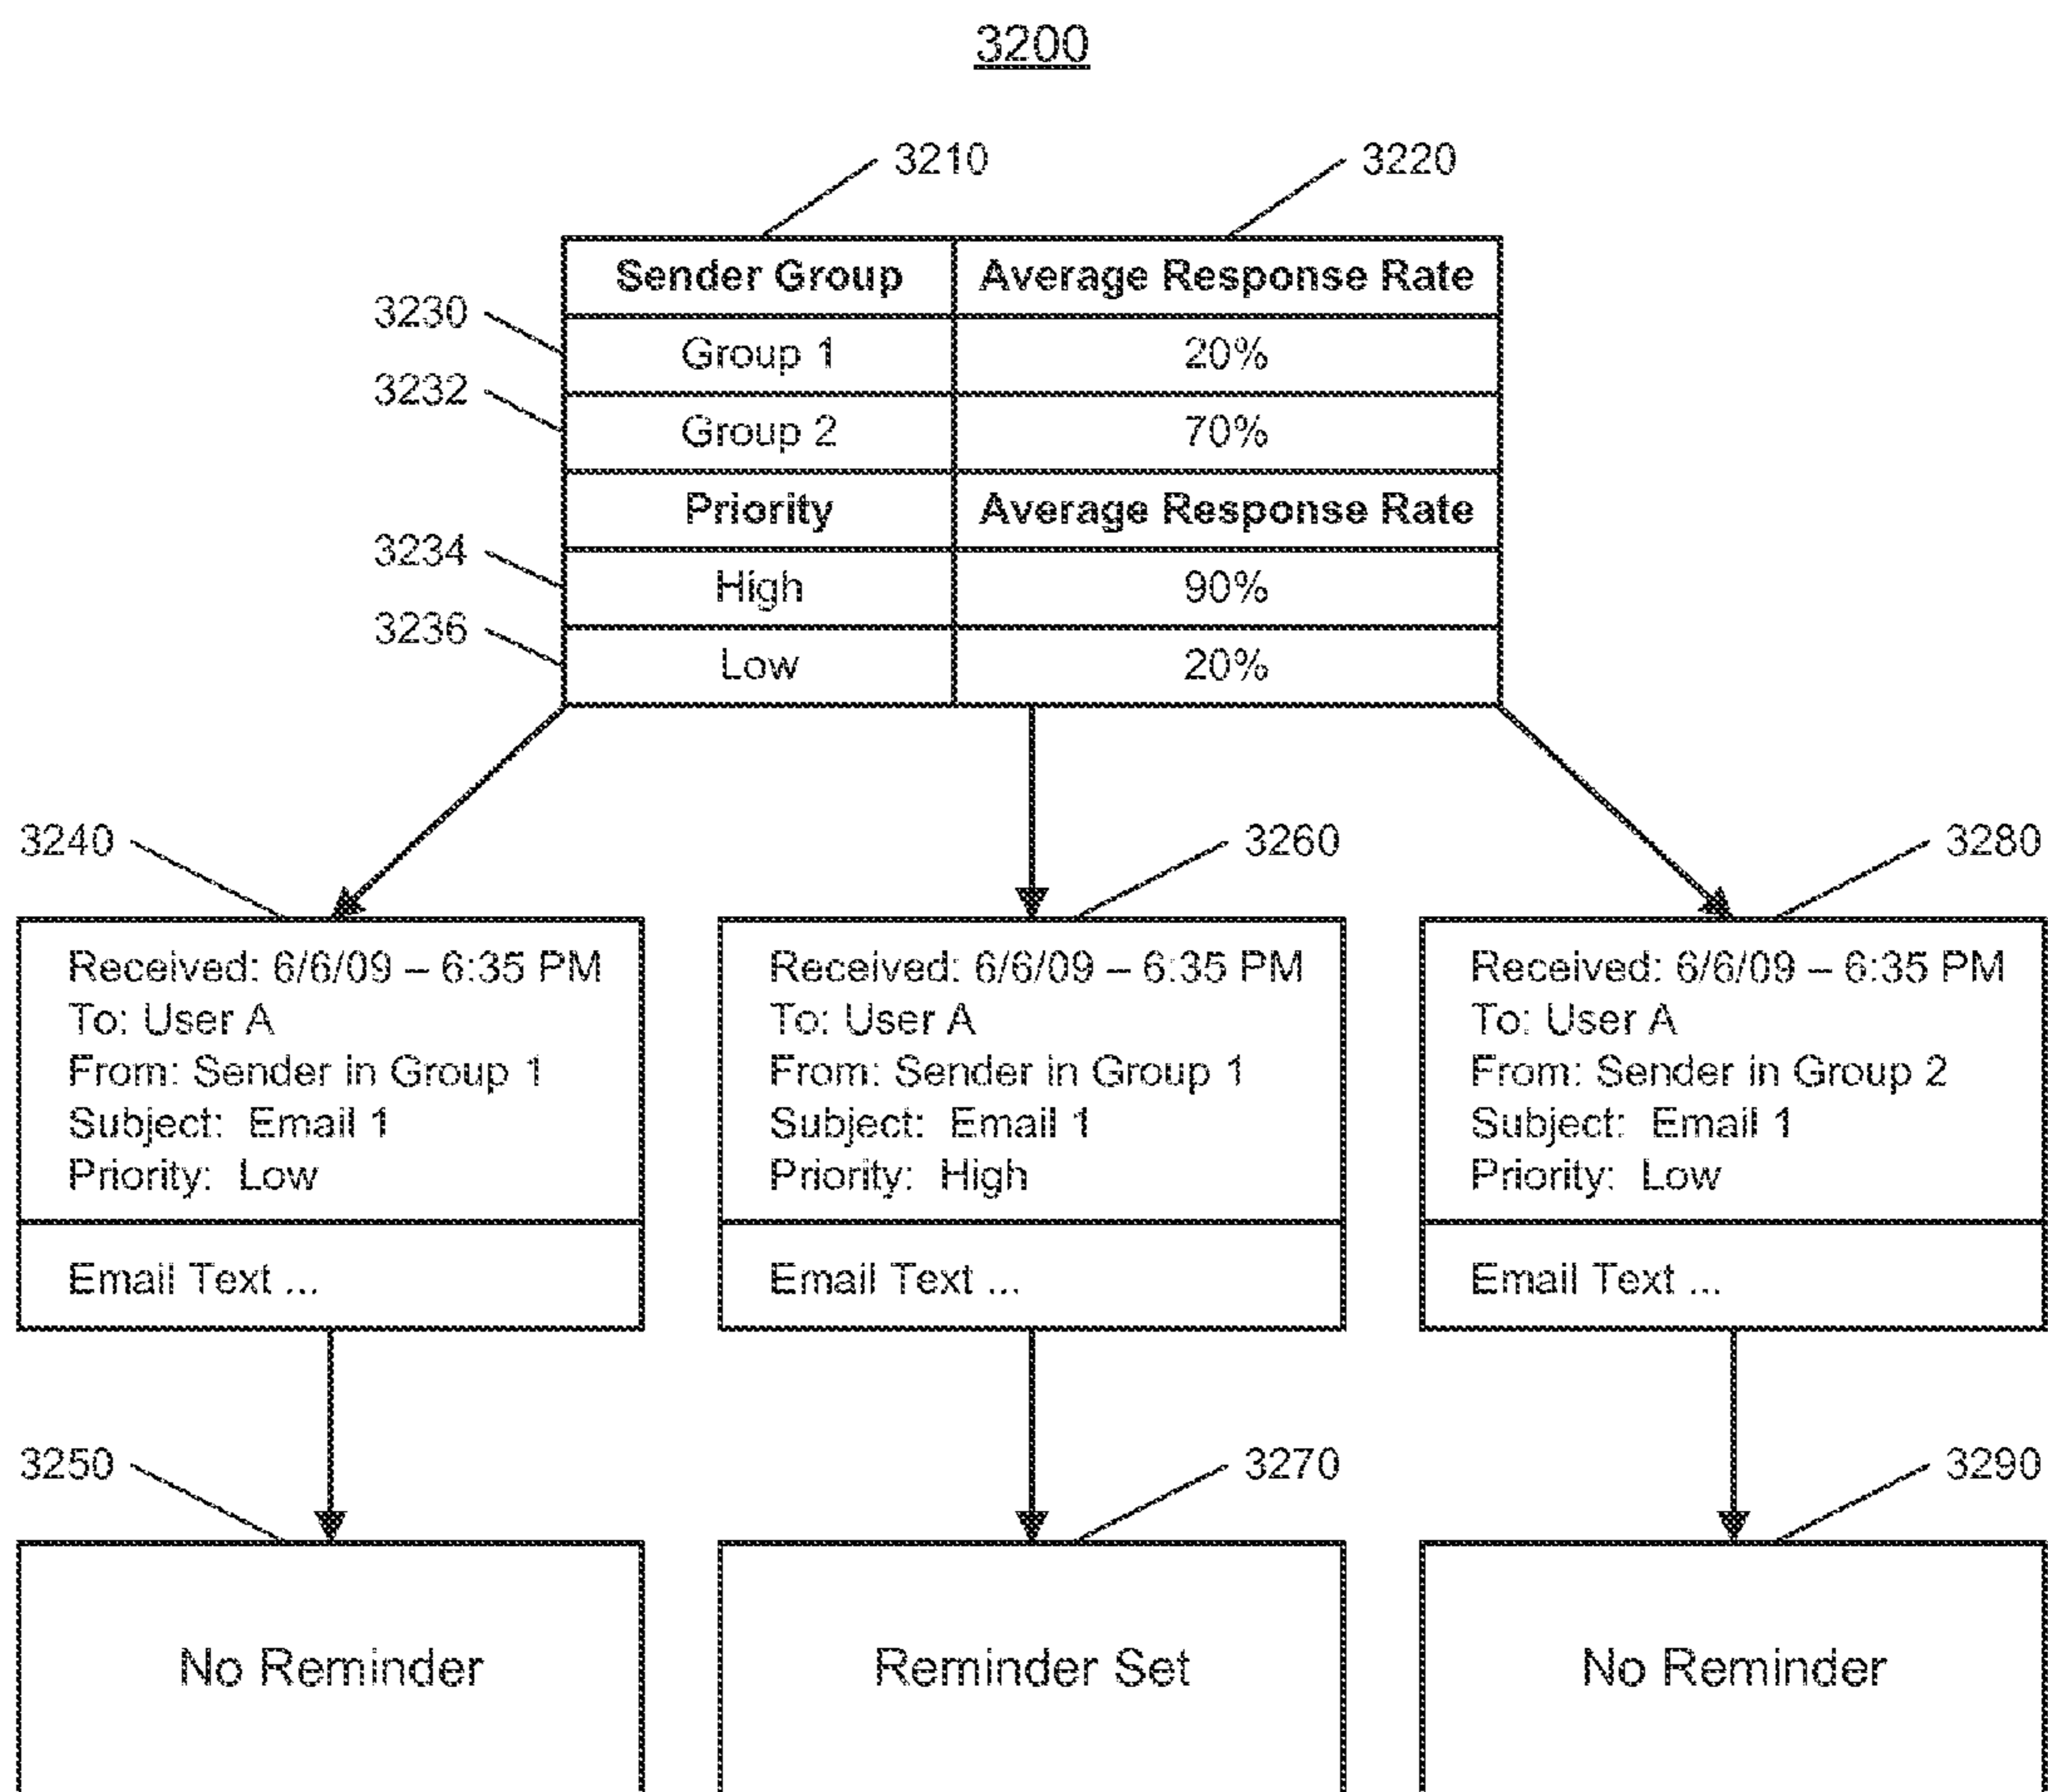 3200
3210
3220
Sender Group Average Response Rate
3230
Group 1 20%
3232
Group 2 70%
Priority Average Response Rate
3234
High 90%
3236
Low 20%
3240
3260
3280
Received: 6/6/09 – 6:35 PM
To: User A
From: Sender in Group 1
Subject: Email 1
Priority: Low
Email Text ...
Received: 6/6/09 – 6:35 PM
To: User A
From: Sender in Group 1
Subject: Email 1
Priority: High
Email Text ...
Received: 6/6/09 – 6:35 PM
To: User A
From: Sender in Group 2
Subject: Email 1
Priority: Low
Email Text ...
3250
3270
3290
No Reminder
Reminder Set
No Reminder